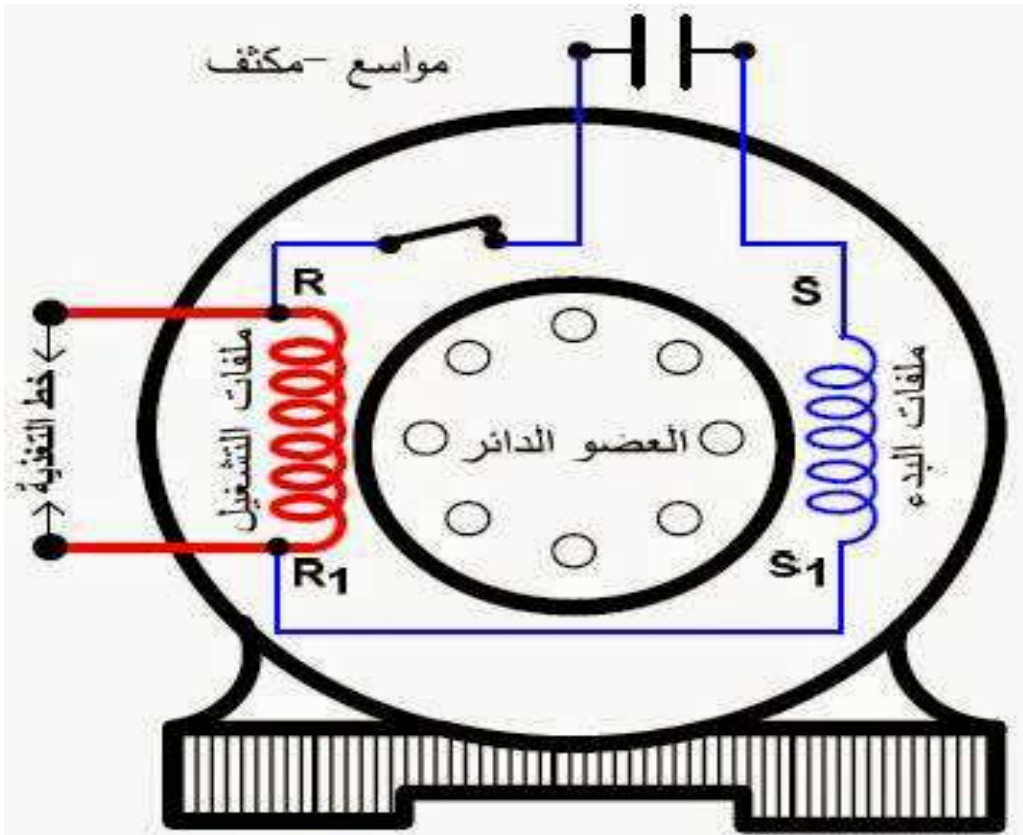 مواسع -مكثف
R
S
خط التغذية
ملفات التشغيل
العضو الدائر
ملفات البدء
R1
S1